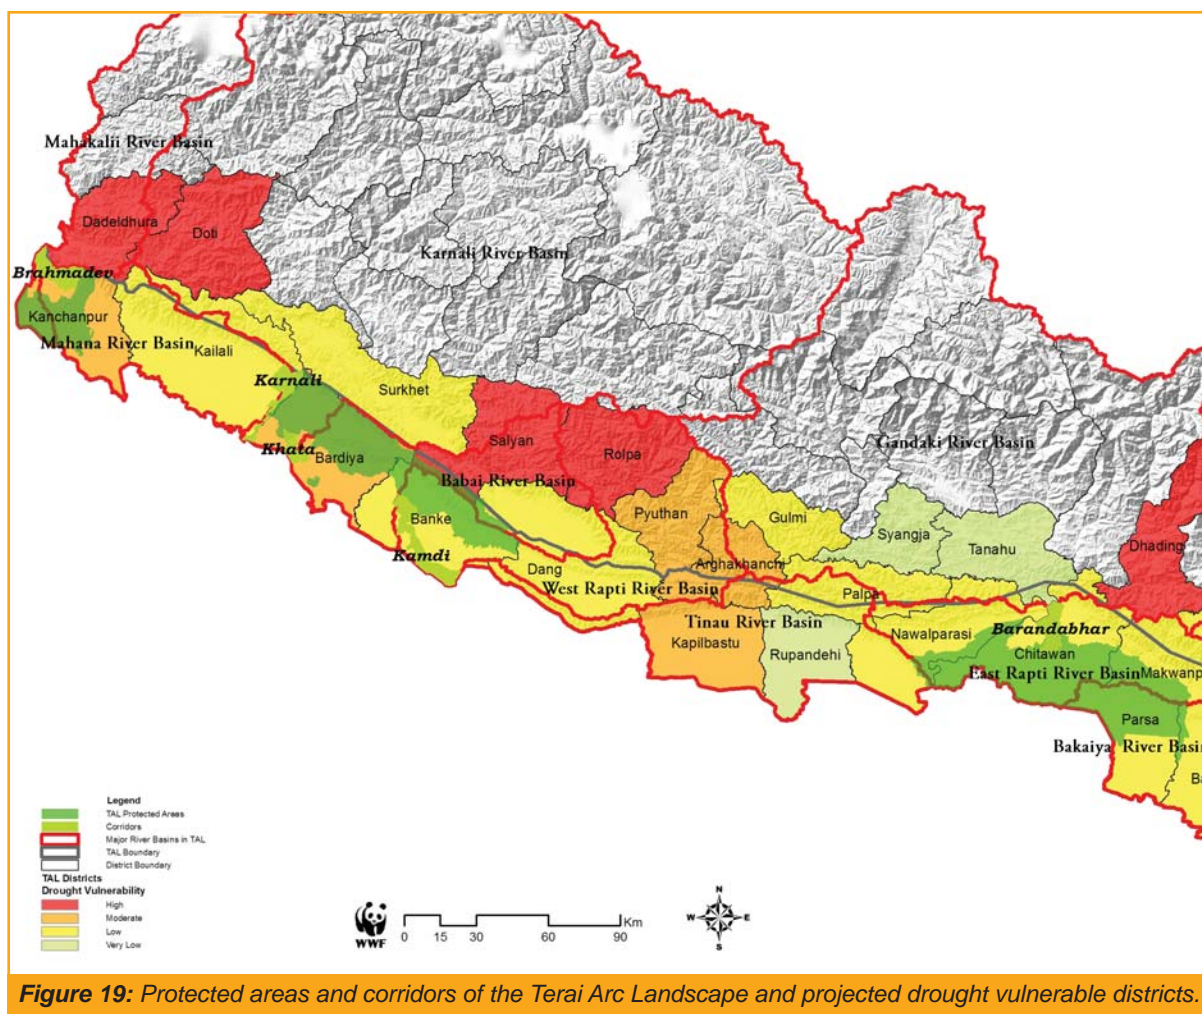 Mahakalii River Basin
Dadeldhura
Doti
Karnali River Basin
Brahmadev
Kanchanpur
Mahana River Basin
Kailali
Karnali
Surkhet
Khata
Bardiya
Salyan
Rolpa
Babai River Basin
Gandaki River Basin
Banke
Pyuthan
Gulmi
Syangja
Tanahu
Dhading
Kamdi
Dang
Arghakhanchi
West Rapti River Basin
Palpa
Tinau River Basin
Kapilbastu
Rupandehi
Nawalparasi
Barandabhar
Chitawan
East Rapti River Basin
Makwanp
Parsa
Bakaiya River Basin
Ba
Legend
TAL Protected Areas
Corridors
Major River Basins in TAL
TAL Boundary
District Boundary
TAL Districts
Drought Vulnerability
High
Moderate
Low
Very Low
WWF
0 15 30 60 90 Km
N
W E
S
Figure 19: Protected areas and corridors of the Terai Arc Landscape and projected drought vulnerable districts.